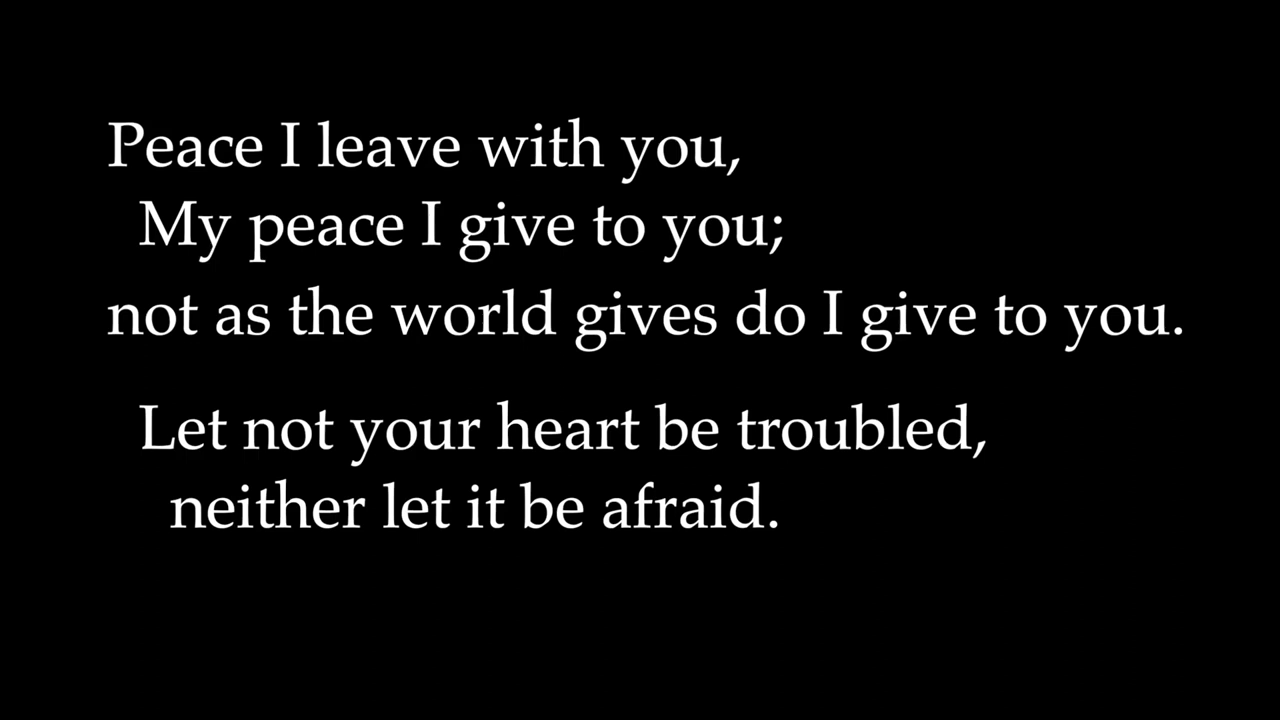 Peace I leave with you,
My peace I give to you;
not as the world gives do I give to you.
Let not your heart be troubled,
neither let it be afraid.